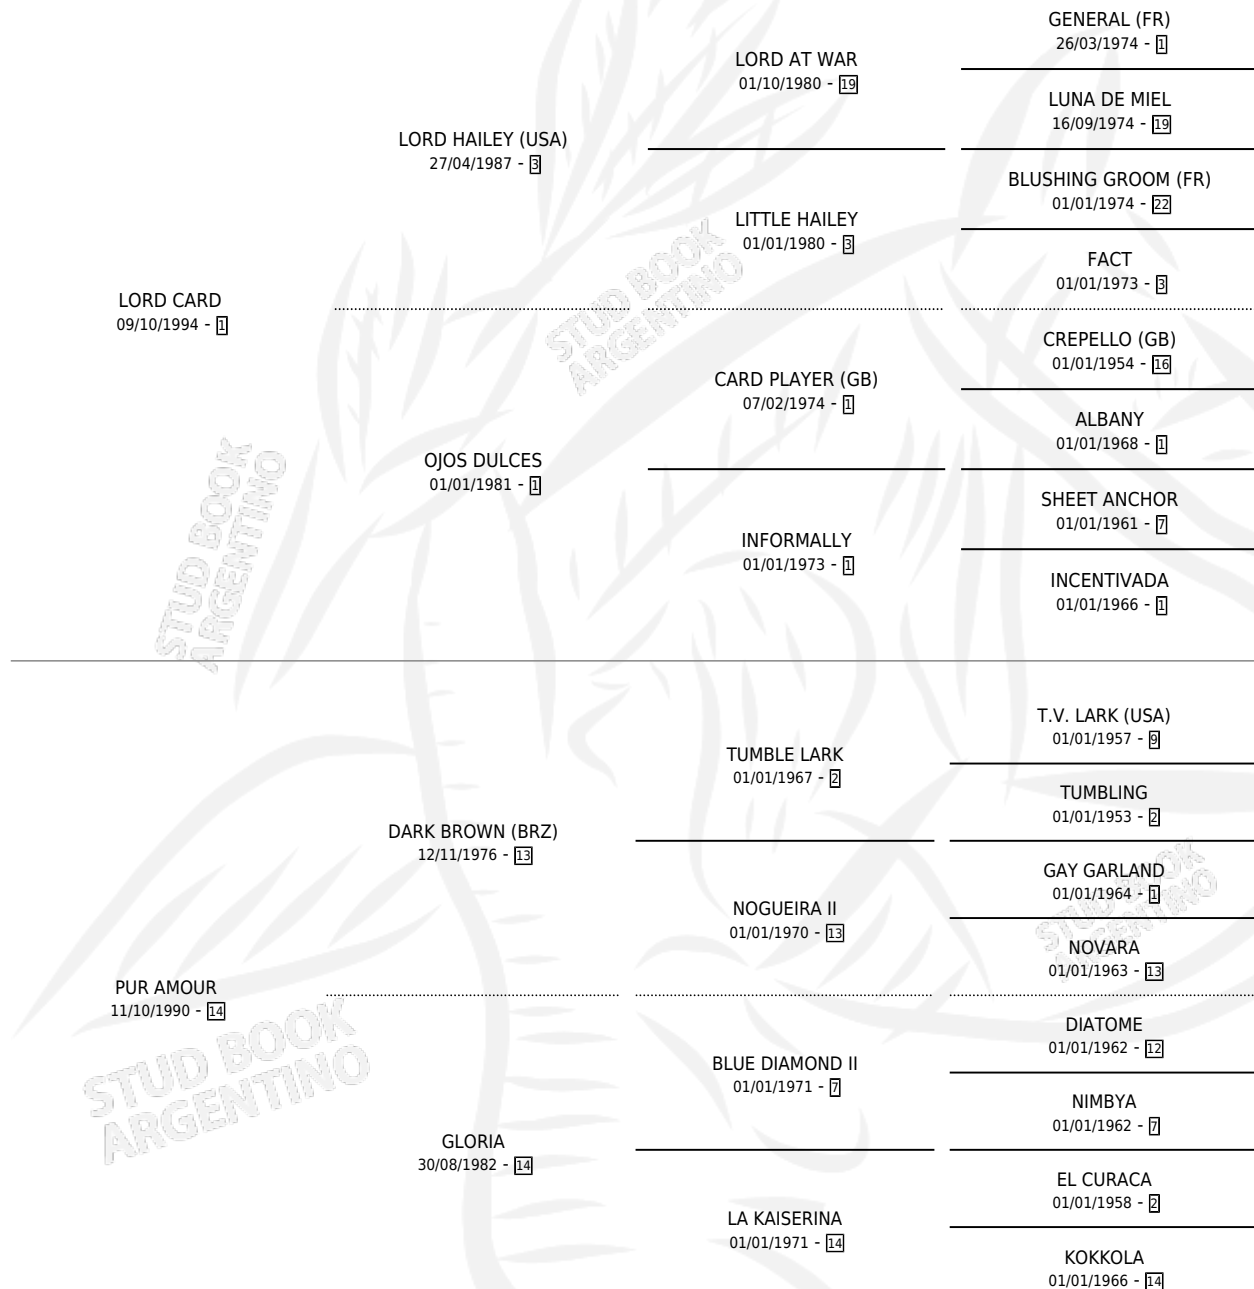 GENERAL (FR)
26/03/1974 - 1
LORD AT WAR
01/10/1980 - 19
LUNA DE MIEL
16/09/1974 - 19
LORD HAILEY (USA)
27/04/1987 - 3
BLUSHING GROOM (FR)
01/01/1974 - 22
LITTLE HAILEY
01/01/1980 - 3
FACT
01/01/1973 - 3
LORD CARD
09/10/1994 - 1
CREPELLO (GB)
01/01/1954 - 16
CARD PLAYER (GB)
07/02/1974 - 1
ALBANY
01/01/1968 - 1
OJOS DULCES
01/01/1981 - 1
SHEET ANCHOR
01/01/1961 - 7
INFORMALLY
01/01/1973 - 1
INCENTIVADA
01/01/1966 - 1
T.V. LARK (USA)
01/01/1957 - 9
TUMBLE LARK
01/01/1967 - 2
TUMBLING
01/01/1953 - 2
DARK BROWN (BRZ)
12/11/1976 - 13
GAY GARLAND
01/01/1964 - 1
NOGUEIRA II
01/01/1970 - 13
NOVARA
01/01/1963 - 13
PUR AMOUR
11/10/1990 - 14
DIATOME
01/01/1962 - 12
BLUE DIAMOND II
01/01/1971 - 7
NIMBYA
01/01/1962 - 7
GLORIA
30/08/1982 - 14
EL CURACA
01/01/1958 - 2
LA KAISERINA
01/01/1971 - 14
KOKKOLA
01/01/1966 - 14
STUD BOOK
ARGENTINO
STUD BOOK
ARGENTINO
STUD BOOK
ARGENTINO
STUD BOOK
ARGENTINO